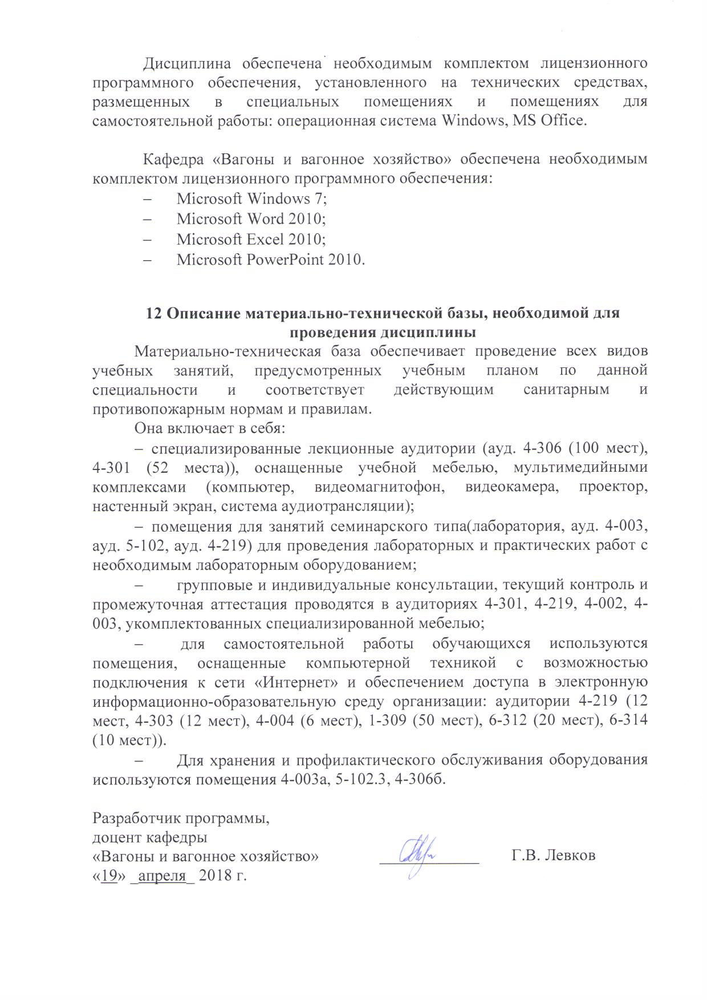 Дисциплина обеспечена необходимым комплектом лицензионного
программного обеспечения, установленного на технических средствах,
размещенных в специальных помещениях и помещениях для
самостоятельной работы: операционная система Windows, MS Office.
Кафедра «Вагоны и вагонное хозяйство» обеспечена необходимым
комплектом лицензионного программного обеспечения:
– Microsoft Windows 7;
– Microsoft Word 2010;
– Microsoft Excel 2010;
– Microsoft PowerPoint 2010.
12 Описание материально-технической базы, необходимой для
проведения дисциплины
Материально-техническая база обеспечивает проведение всех видов
учебных занятий, предусмотренных учебным планом по данной
специальности и соответствует действующим санитарным и
противопожарным нормам и правилам.
Она включает в себя:
– специализированные лекционные аудитории (ауд. 4-306 (100 мест),
4-301 (52 места)), оснащенные учебной мебелью, мультимедийными
комплексами (компьютер, видеомагнитофон, видеокамера, проектор,
настенный экран, система аудиотрансляции);
– помещения для занятий семинарского типа(лаборатория, ауд. 4-003,
ауд. 5-102, ауд. 4-219) для проведения лабораторных и практических работ с
необходимым лабораторным оборудованием;
– групповые и индивидуальные консультации, текущий контроль и
промежуточная аттестация проводятся в аудиториях 4-301, 4-219, 4-002, 4-
003, укомплектованных специализированной мебелью;
– для самостоятельной работы обучающихся используются
помещения, оснащенные компьютерной техникой с возможностью
подключения к сети «Интернет» и обеспечением доступа в электронную
информационно-образовательную среду организации: аудитории 4-219 (12
мест, 4-303 (12 мест), 4-004 (6 мест), 1-309 (50 мест), 6-312 (20 мест), 6-314
(10 мест)).
– Для хранения и профилактического обслуживания оборудования
используются помещения 4-003а, 5-102.3, 4-306б.
Разработчик программы,
доцент кафедры
«Вагоны и вагонное хозяйство» ____________ Г.В. Левков
«19» _апреля_ 2018 г.